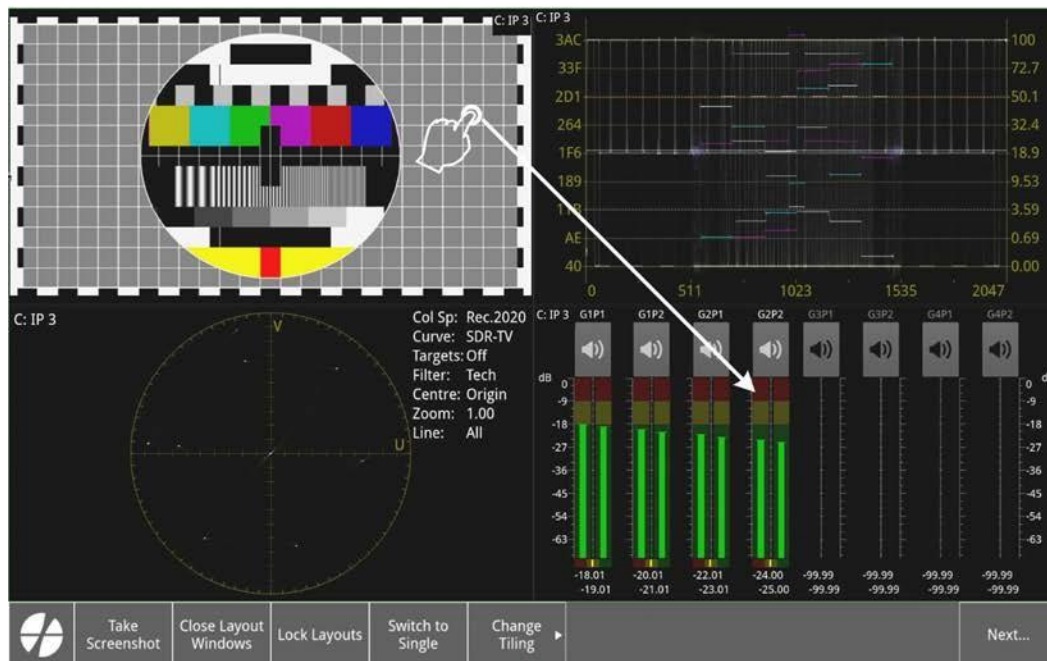 C: IP 3
C: IP 3
3AC 100
33F 72.7
2D1 50.1
264 32.4
1F6 18.9
189 9.53
11B 3.59
AE 0.69
40 0.00
0 511 1023 1535 2047
C: IP 3
V
U
Col Sp: Rec.2020
Curve: SDR-TV
Targets: Off
Filter: Tech
Centre: Origin
Zoom: 1.00
Line: All
C: IP 3 G1P1 G1P2 G2P1 G2P2 G3P1 G3P2 G4P1 G4P2
dB d
0 0
-9 -9
-18 -18
-27 -27
-36 -36
-45 -45
-54 -54
-63 -63
-18.01 -20.01 -22.01 -24.00 -99.99 -99.99 -99.99 -99.99
-19.01 -21.01 -23.01 -25.00 -99.99 -99.99 -99.99 -99.99
Take
Screenshot
Close Layout
Windows
Lock Layouts
Switch to
Single
Change
Tiling
Next...